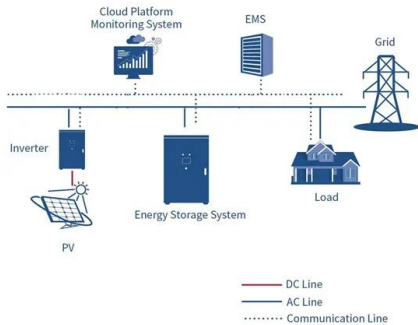 Cloud Platform
Monitoring System
EMS
Grid
Inverter
Energy Storage System
Load
PV
DC Line
AC Line
Communication Line